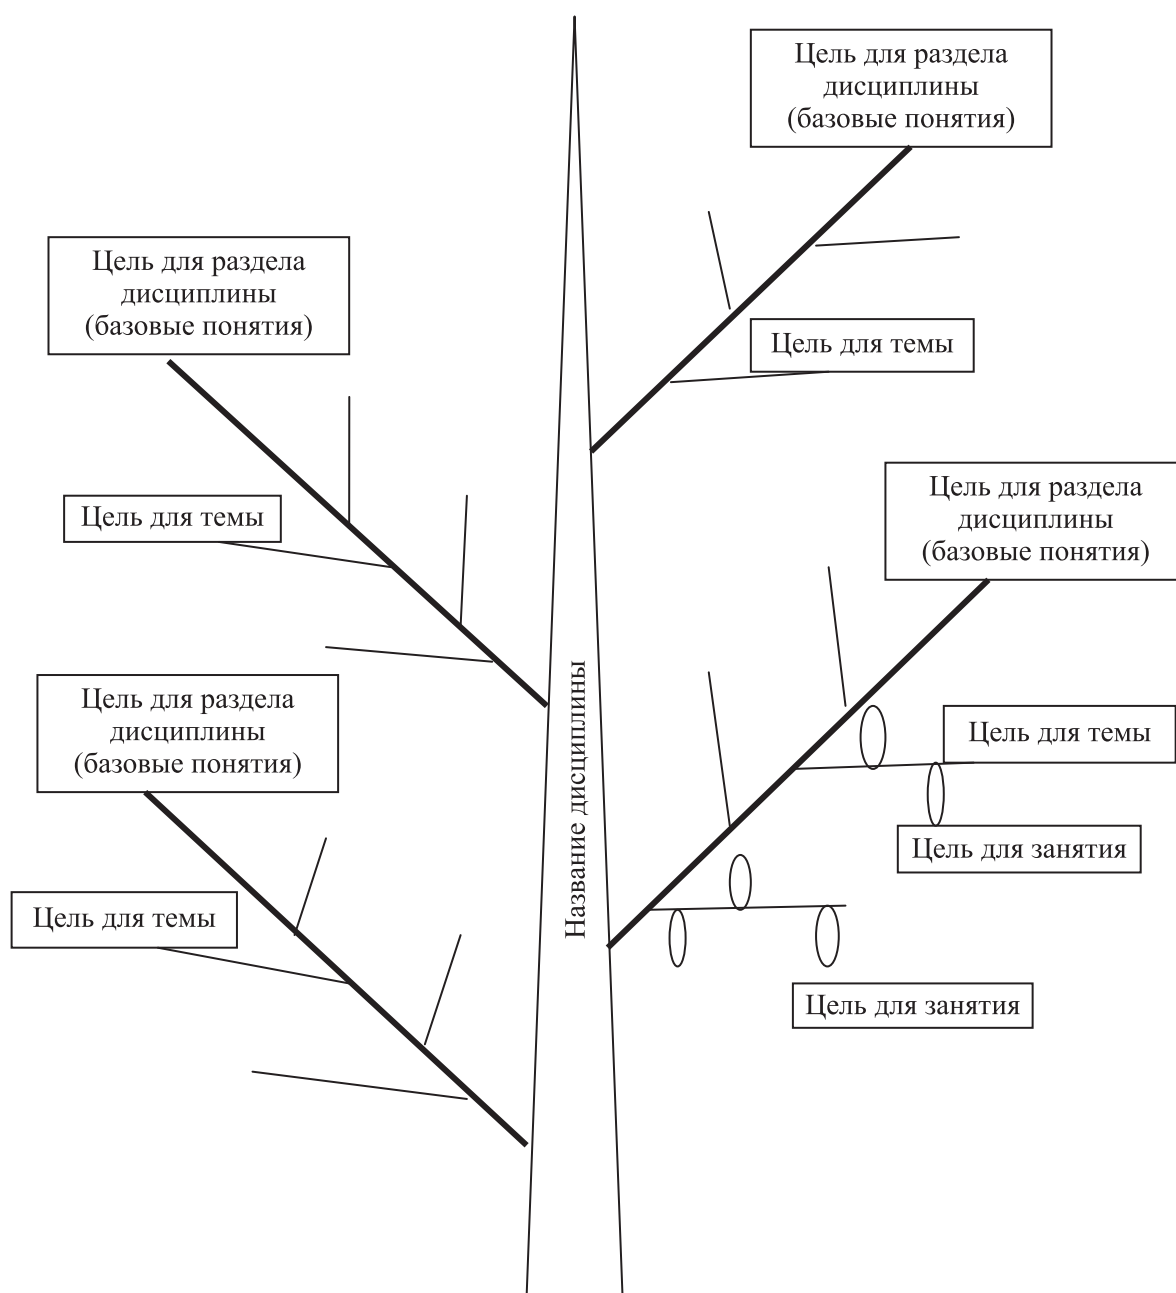 Цель для раздела
дисциплины
(базовые понятия)
Цель для раздела
дисциплины
(базовые понятия)
Цель для темы
Цель для раздела
дисциплины
(базовые понятия)
Цель для темы
Цель для раздела
дисциплины
(базовые понятия)
Цель для темы
Название дисциплины
Цель для занятия
Цель для темы
Цель для занятия